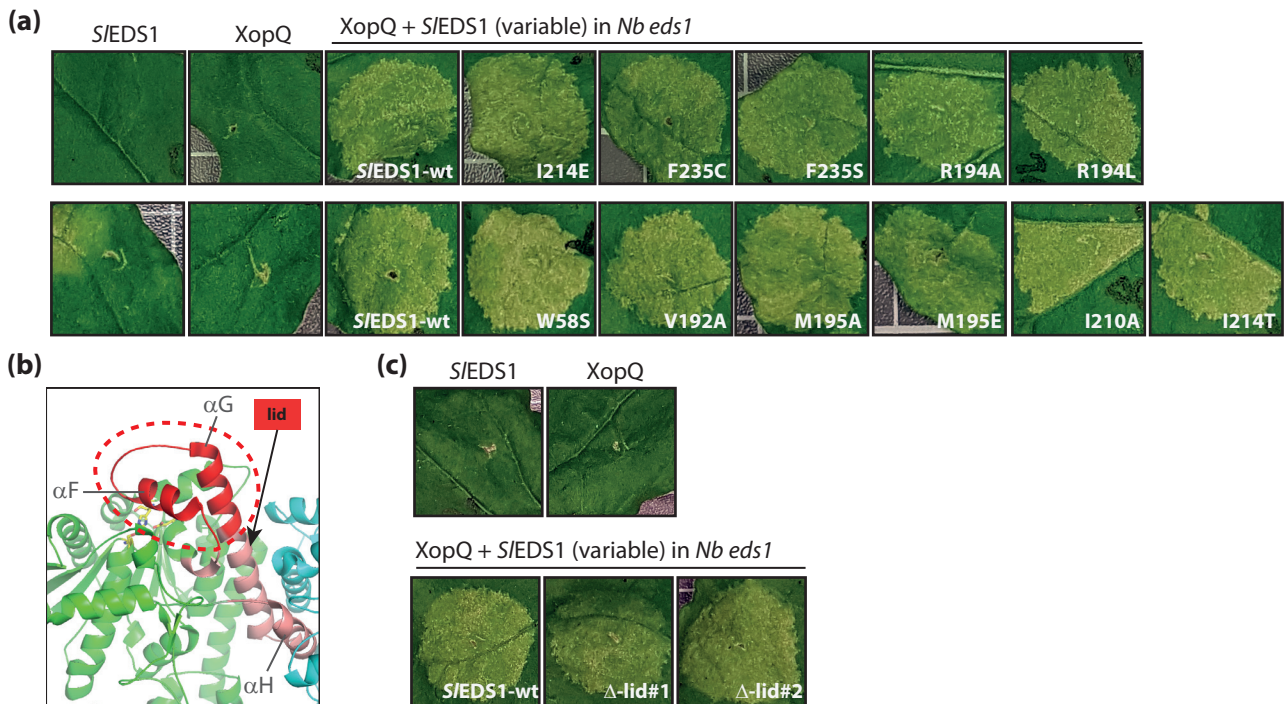 (a)
SlEDS1 XopQ XopQ + SlEDS1 (variable) in Nb eds1
SlEDS1-wt I214E F235C F235S R194A R194L
SlEDS1-wt W58S V192A M195A M195E I210A I214T
(b)
αG
lid
αF
αH
(c)
SlEDS1 XopQ
XopQ + SlEDS1 (variable) in Nb eds1
SlEDS1-wt Δ-lid#1 Δ-lid#2